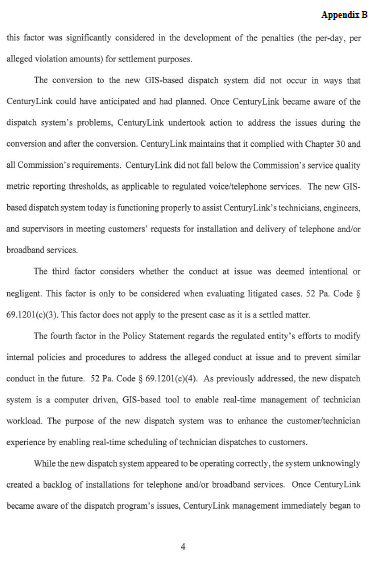 Appendix B
this factor was significantly considered in the development of the penalties (the per-day, per
alleged violation amounts) for settlement purposes.
The conversion to the new GIS-based dispatch system did not occur in ways that
CenturyLink could have anticipated and had planned. Once CenturyLink became aware of the
dispatch system's problems, CenturyLink undertook action to address the issues during the
conversion and after the conversion. CenturyLink maintains that it complied with Chapter 30 and
all Commission's requirements. CenturyLink did not fall below the Commission's service quality
metric reporting thresholds, as applicable to regulated voice/telephone services. The new GIS-
based dispatch system today is functioning properly to assist CenturyLink's technicians, engineers,
and supervisors in meeting customers' requests for installation and delivery of telephone and/or
broadband services.
The third factor considers whether the conduct at issue was deemed intentional or
negligent. This factor is only to be considered when evaluating litigated cases. 52 Pa. Code §
69.1201(c)(3). This factor does not apply to the present case as it is a settled matter.
The fourth factor in the Policy Statement regards the regulated entity's efforts to modify
internal policies and procedures to address the alleged conduct at issue and to prevent similar
conduct in the future. 52 Pa. Code § 69.1201(c)(4). As previously addressed, the new dispatch
system is a computer driven, GIS-based tool to enable real-time management of technician
workload. The purpose of the new dispatch system was to enhance the customer/technician
experience by enabling real-time scheduling of technician dispatches to customers.
While the new dispatch system appeared to be operating correctly, the system unknowingly
created a backlog of installations for telephone and/or broadband services. Once CenturyLink
became aware of the dispatch program's issues, CenturyLink management immediately began to
4